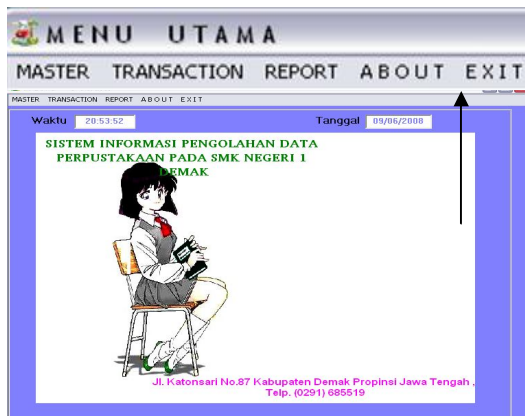 MENU UTAMA
MASTER TRANSACTION REPORT ABOUT EXIT
MASTER TRANSACTION REPORT ABOUT EXIT
Waktu 20:53:52 Tanggal 09/06/2008
SISTEM INFORMASI PENGOLAHAN DATA
PERPUSTAKAAN PADA SMK NEGERI 1
DEMAK
Jl. Katonsari No.87 Kabupaten Demak Propinsi Jawa Tengah ,
Telp. (0291) 685519